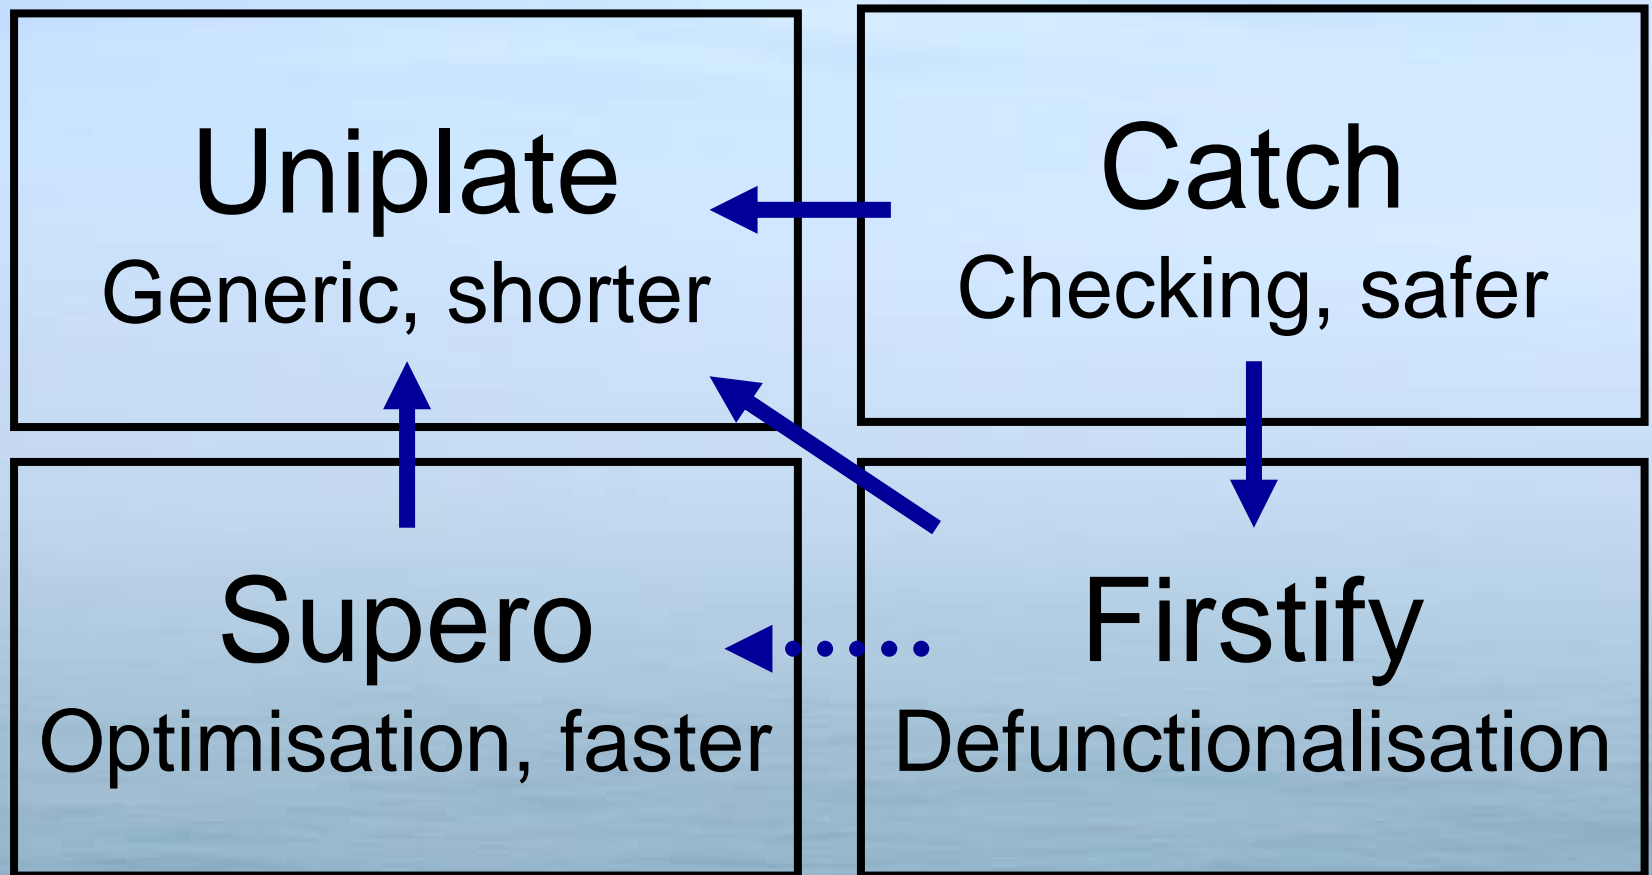 Uniplate
Generic, shorter
Catch
Checking, safer
Supero
Optimisation, faster
Firstify
Defunctionalisation